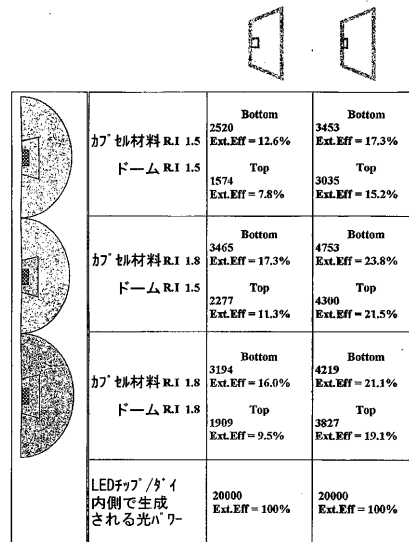 カプセル材料 R.I 1.5
ドーム R.I 1.5
Bottom
2520
Ext.Eff = 12.6%
Top
1574
Ext.Eff = 7.8%
Bottom
3453
Ext.Eff = 17.3%
Top
3035
Ext.Eff = 15.2%
カプセル材料 R.I 1.8
ドーム R.I 1.5
Bottom
3465
Ext.Eff = 17.3%
Top
2277
Ext.Eff = 11.3%
Bottom
4753
Ext.Eff = 23.8%
Top
4300
Ext.Eff = 21.5%
カプセル材料 R.I 1.8
ドーム R.I 1.8
Bottom
3194
Ext.Eff = 16.0%
Top
1909
Ext.Eff = 9.5%
Bottom
4219
Ext.Eff = 21.1%
Top
3827
Ext.Eff = 19.1%
LEDチップ/ダイ
内側で生成
される光パワー
20000
Ext.Eff = 100%
20000
Ext.Eff = 100%